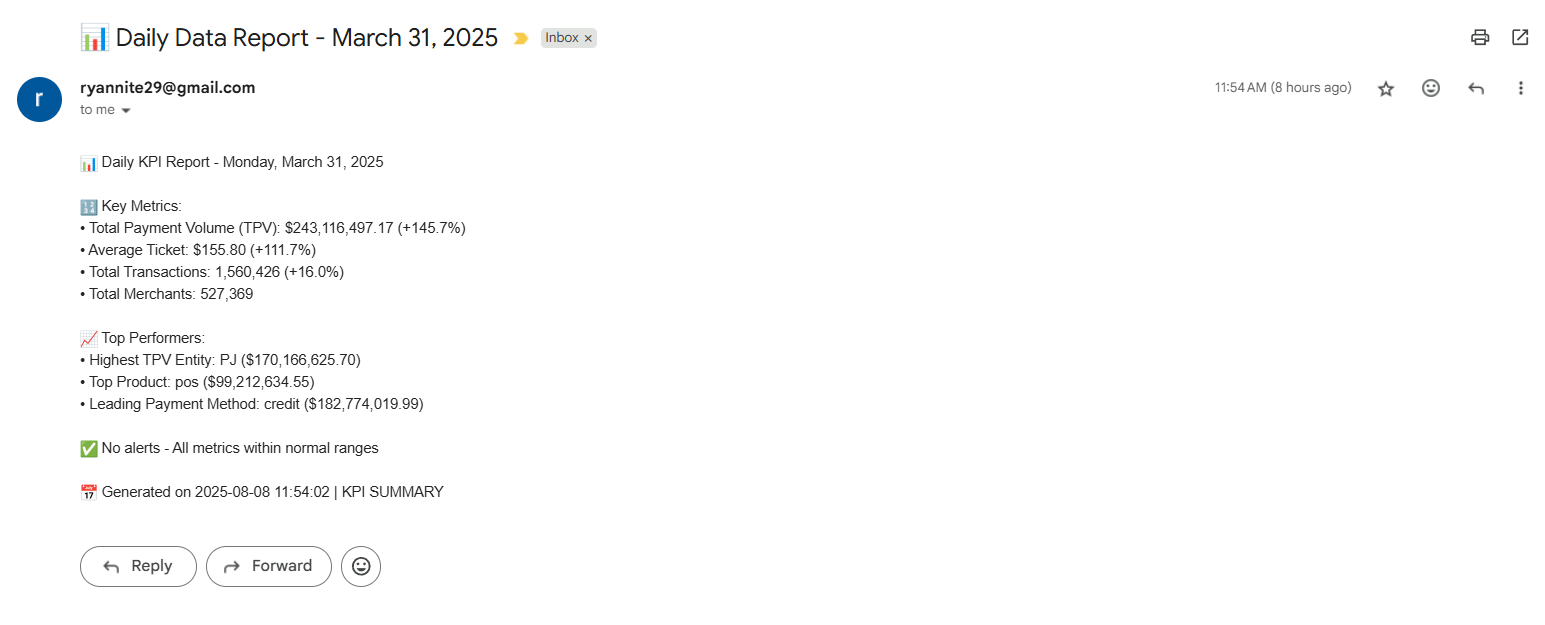 📊 Daily Data Report - March 31, 2025 Inbox ×
r
ryannite29@gmail.com 11:54 AM (8 hours ago)
to me
📊 Daily KPI Report - Monday, March 31, 2025
🔢 Key Metrics:
• Total Payment Volume (TPV): $243,116,497.17 (+145.7%)
• Average Ticket: $155.80 (+111.7%)
• Total Transactions: 1,560,426 (+16.0%)
• Total Merchants: 527,369
📈 Top Performers:
• Highest TPV Entity: PJ ($170,166,625.70)
• Top Product: pos ($99,212,634.55)
• Leading Payment Method: credit ($182,774,019.99)
✅ No alerts - All metrics within normal ranges
📅 Generated on 2025-08-08 11:54:02 | KPI SUMMARY
Reply Forward